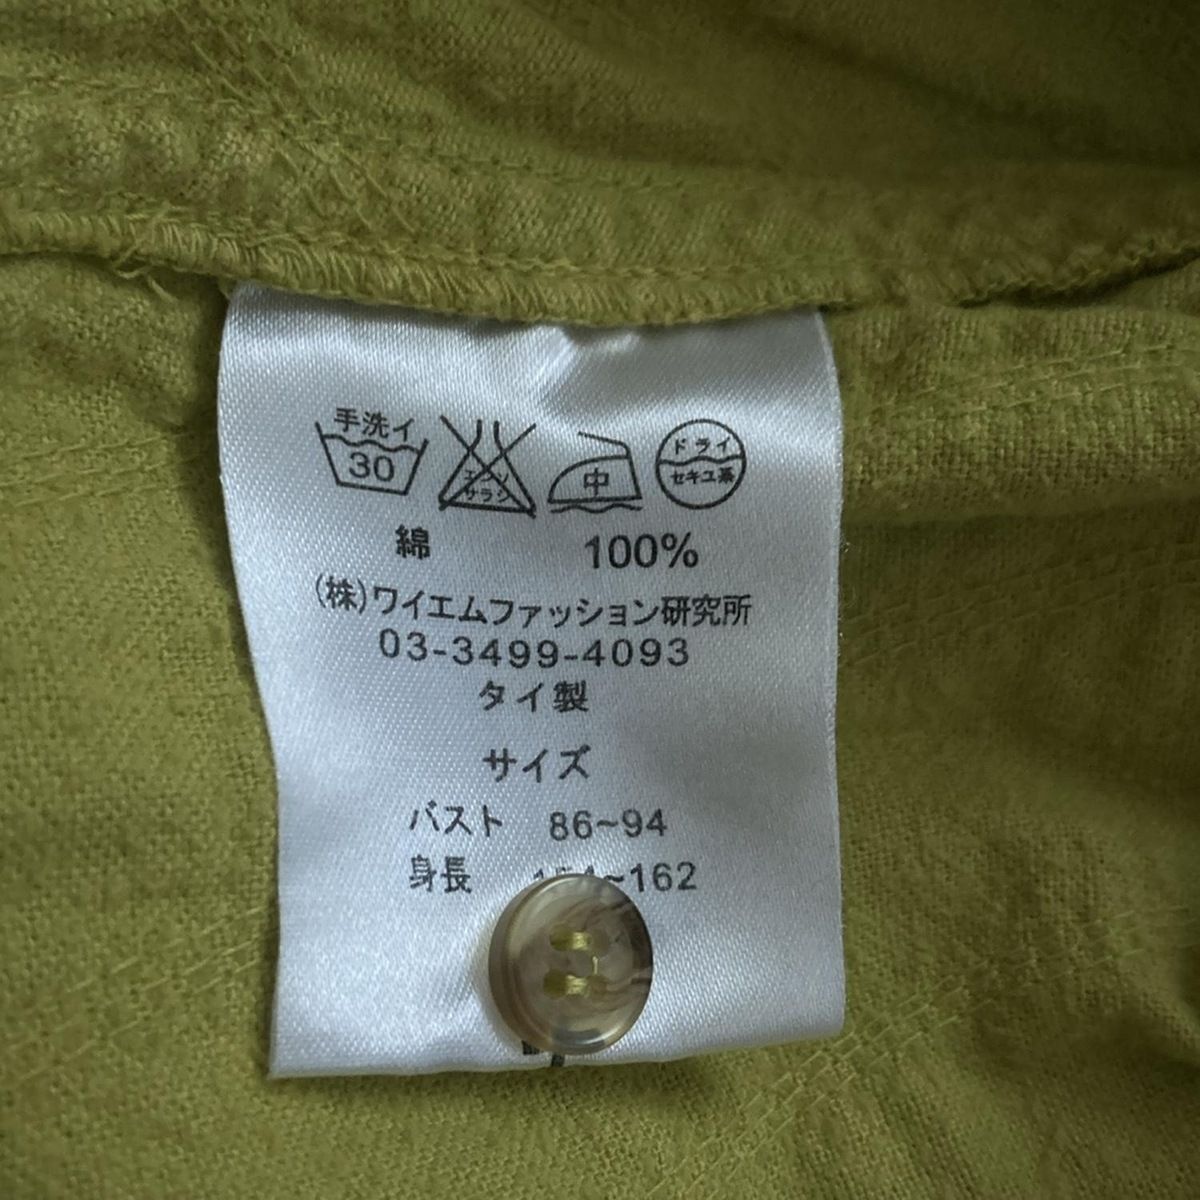 手洗イ
30
エンソ
サラシ
中
ドライ
セキユ系
綿 100%
(株)ワイエムファッション研究所
03-3499-4093
タイ製
サイズ
バスト 86~94
身長 ~162